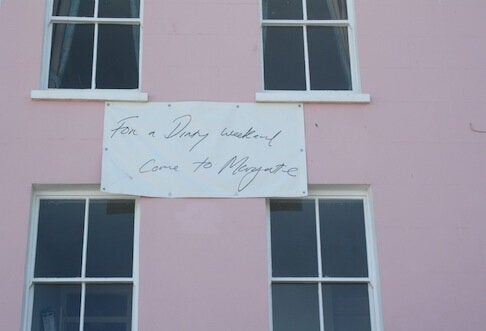 For a Dirty weekend
come to Margate